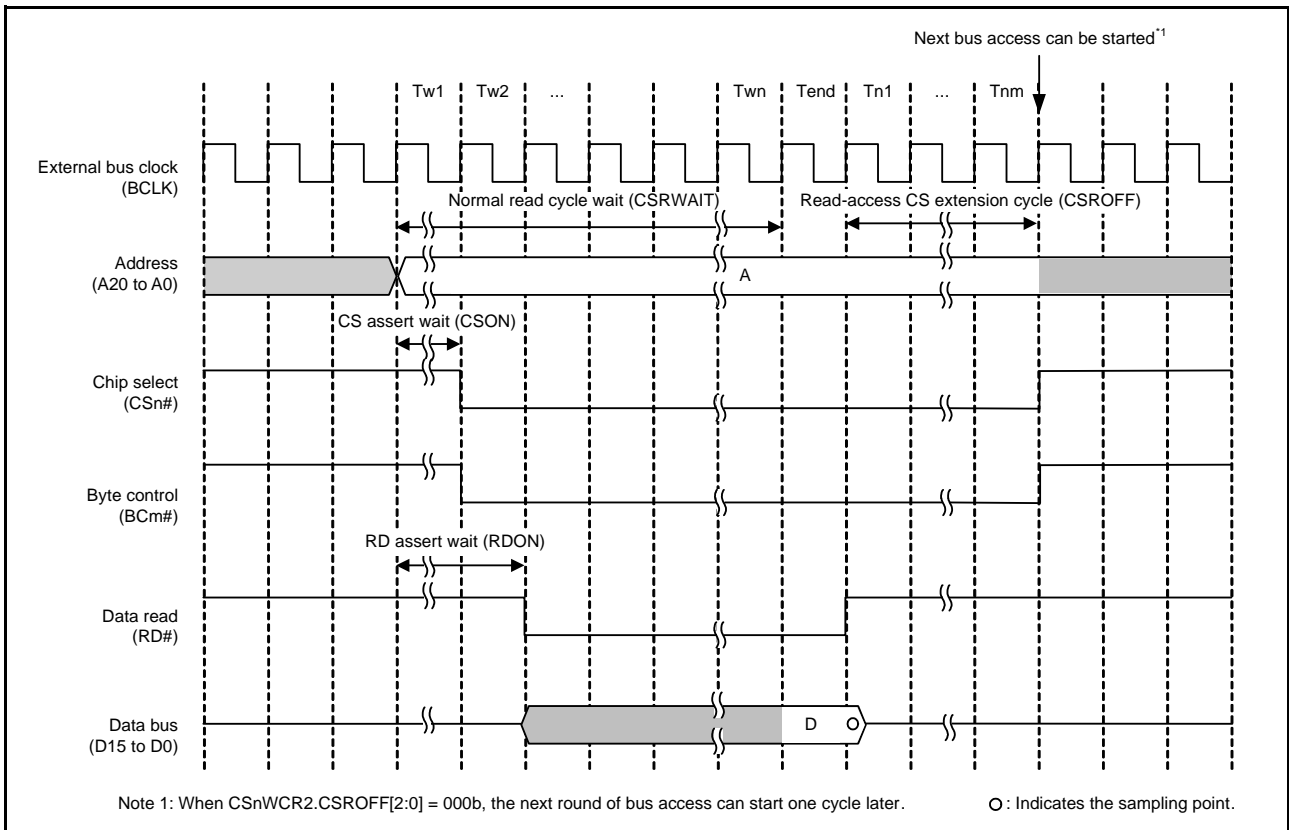 Next bus access can be started*1
Tw1 Tw2 ... Twn Tend Tn1 ... Tnm
External bus clock
(BCLK)
Normal read cycle wait (CSRWAIT)
Read-access CS extension cycle (CSROFF)
Address
(A20 to A0)
A
CS assert wait (CSON)
Chip select
(CSn#)
Byte control
(BCm#)
RD assert wait (RDON)
Data read
(RD#)
Data bus
(D15 to D0)
D
Note 1: When CSnWCR2.CSROFF[2:0] = 000b, the next round of bus access can start one cycle later.
: Indicates the sampling point.